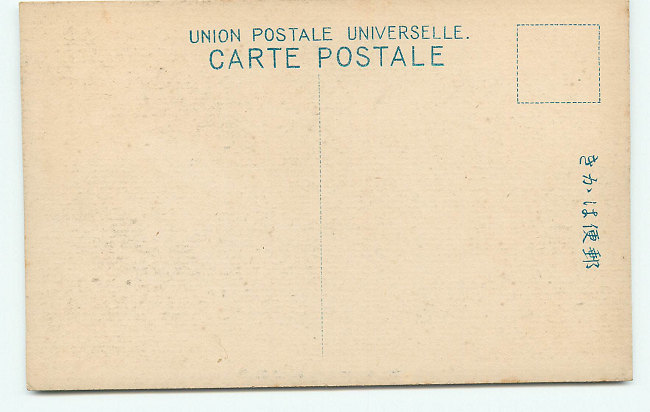 UNION POSTALE UNIVERSELLE.
CARTE POSTALE
郵便はかき